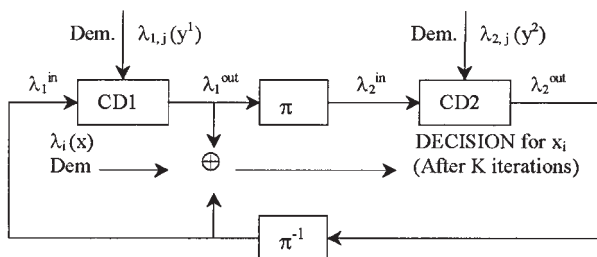 Dem. λ₁,ⱼ(y¹) Dem. λ₂,ⱼ(y²)
λ₁ⁱⁿ CD1 λ₁ᵒᵘᵗ π λ₂ⁱⁿ CD2 λ₂ᵒᵘᵗ
λᵢ(x) DECISION for xᵢ
Dem ⊕ (After K iterations)
π⁻¹